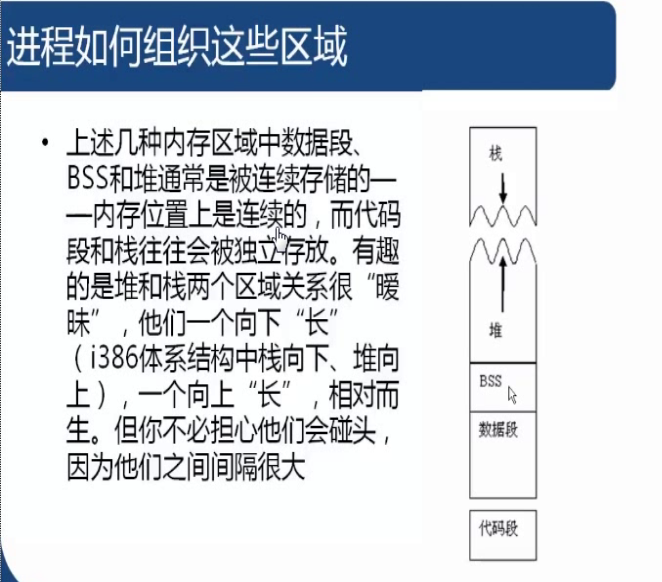 进程如何组织这些区域
• 上述几种内存区域中数据段、
BSS和堆通常是被连续存储的—
—内存位置上是连续的，而代码
段和栈往往会被独立存放。有趣
的是堆和栈两个区域关系很“暧
昧”，他们一个向下“长”
（i386体系结构中栈向下、堆向
上），一个向上“长”，相对而
生。但你不必担心他们会碰头，
因为他们之间间隔很大
栈
堆
BSS
数据段
代码段